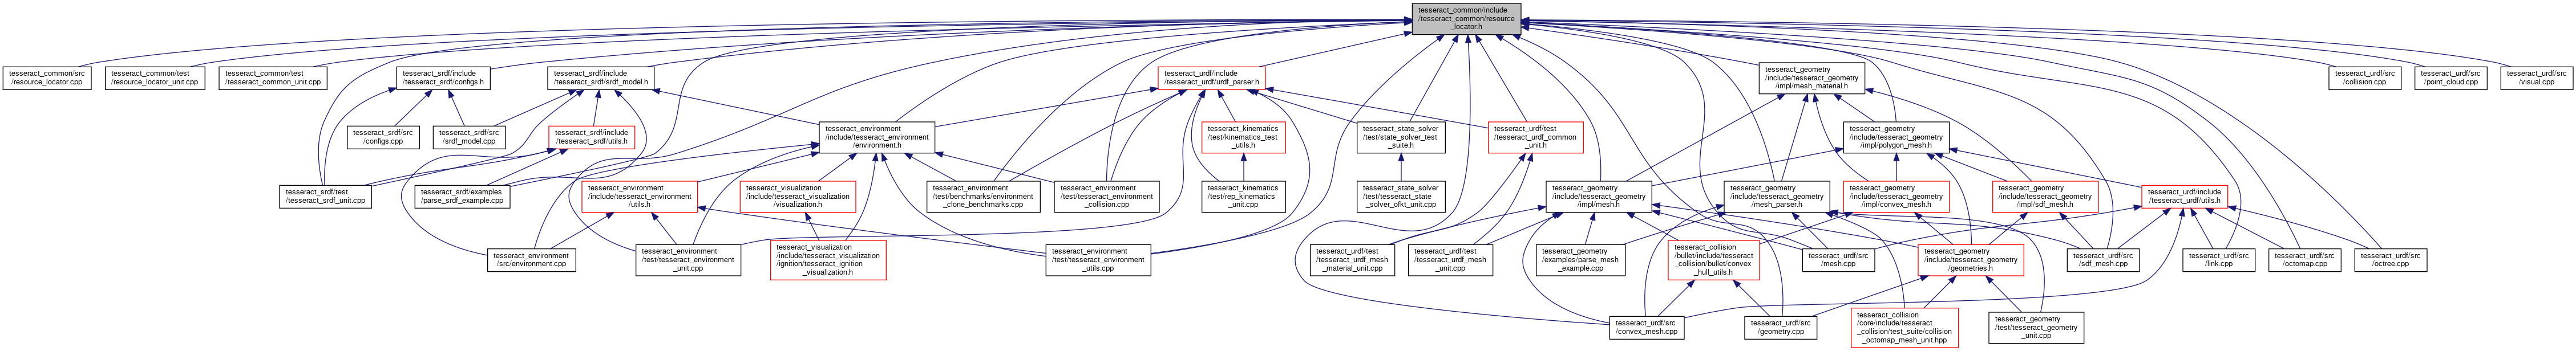 tesseract_common/include
/tesseract_common/resource
_locator.h
tesseract_common/src
/resource_locator.cpp
tesseract_common/test
/resource_locator_unit.cpp
tesseract_common/test
/tesseract_common_unit.cpp
tesseract_srdf/include
/tesseract_srdf/configs.h
tesseract_srdf/include
/tesseract_srdf/srdf_model.h
tesseract_urdf/include
/tesseract_urdf/urdf_parser.h
tesseract_geometry
/include/tesseract_geometry
/impl/mesh_material.h
tesseract_urdf/src
/collision.cpp
tesseract_urdf/src
/point_cloud.cpp
tesseract_urdf/src
/visual.cpp
tesseract_srdf/src
/configs.cpp
tesseract_srdf/src
/srdf_model.cpp
tesseract_srdf/include
/tesseract_srdf/utils.h
tesseract_environment
/include/tesseract_environment
/environment.h
tesseract_kinematics
/test/kinematics_test
_utils.h
tesseract_state_solver
/test/state_solver_test
_suite.h
tesseract_urdf/test
/tesseract_urdf_common
_unit.h
tesseract_geometry
/include/tesseract_geometry
/impl/polygon_mesh.h
tesseract_srdf/test
/tesseract_srdf_unit.cpp
tesseract_srdf/examples
/parse_srdf_example.cpp
tesseract_environment
/include/tesseract_environment
/utils.h
tesseract_visualization
/include/tesseract_visualization
/visualization.h
tesseract_environment
/test/benchmarks/environment
_clone_benchmarks.cpp
tesseract_environment
/test/tesseract_environment
_collision.cpp
tesseract_kinematics
/test/rep_kinematics
_unit.cpp
tesseract_state_solver
/test/tesseract_state
_solver_ofkt_unit.cpp
tesseract_geometry
/include/tesseract_geometry
/impl/mesh.h
tesseract_geometry
/include/tesseract_geometry
/mesh_parser.h
tesseract_geometry
/include/tesseract_geometry
/impl/convex_mesh.h
tesseract_geometry
/include/tesseract_geometry
/impl/sdf_mesh.h
tesseract_urdf/include
/tesseract_urdf/utils.h
tesseract_environment
/src/environment.cpp
tesseract_environment
/test/tesseract_environment
_unit.cpp
tesseract_visualization
/include/tesseract_visualization
/ignition/tesseract_ignition
_visualization.h
tesseract_environment
/test/tesseract_environment
_utils.cpp
tesseract_urdf/test
/tesseract_urdf_mesh
_material_unit.cpp
tesseract_urdf/test
/tesseract_urdf_mesh
_unit.cpp
tesseract_geometry
/examples/parse_mesh
_example.cpp
tesseract_collision
/bullet/include/tesseract
_collision/bullet/convex
_hull_utils.h
tesseract_urdf/src
/mesh.cpp
tesseract_geometry
/include/tesseract_geometry
/geometries.h
tesseract_urdf/src
/sdf_mesh.cpp
tesseract_urdf/src
/link.cpp
tesseract_urdf/src
/octomap.cpp
tesseract_urdf/src
/octree.cpp
tesseract_urdf/src
/convex_mesh.cpp
tesseract_urdf/src
/geometry.cpp
tesseract_collision
/core/include/tesseract
_collision/test_suite/collision
_octomap_mesh_unit.hpp
tesseract_geometry
/test/tesseract_geometry
_unit.cpp